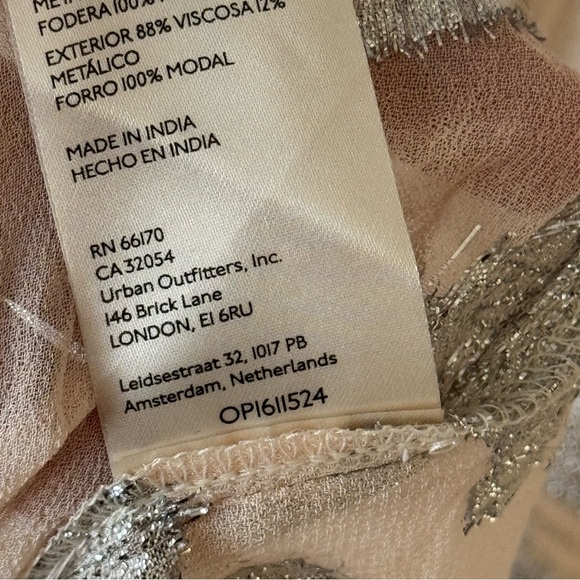 FODERA 100%
EXTERIOR 88% VISCOSA 12%
METÁLICO
FORRO 100% MODAL
MADE IN INDIA
HECHO EN INDIA
RN 66170
CA 32054
Urban Outfitters, Inc.
146 Brick Lane
LONDON, E1 6RU
Leidsestraat 32, 1017 PB
Amsterdam, Netherlands
OP1611524